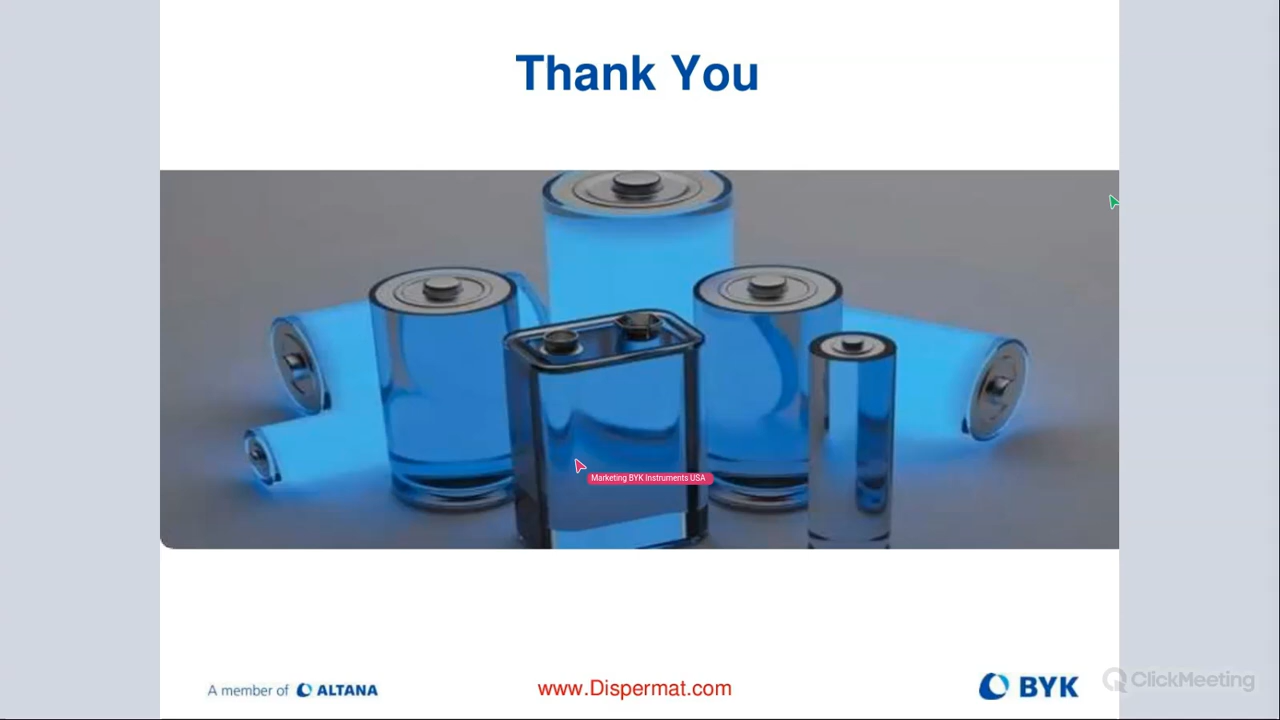 Thank You
Marketing BYK Instruments USA
A member of ALTANA
www.Dispermat.com
BYK
ClickMeeting